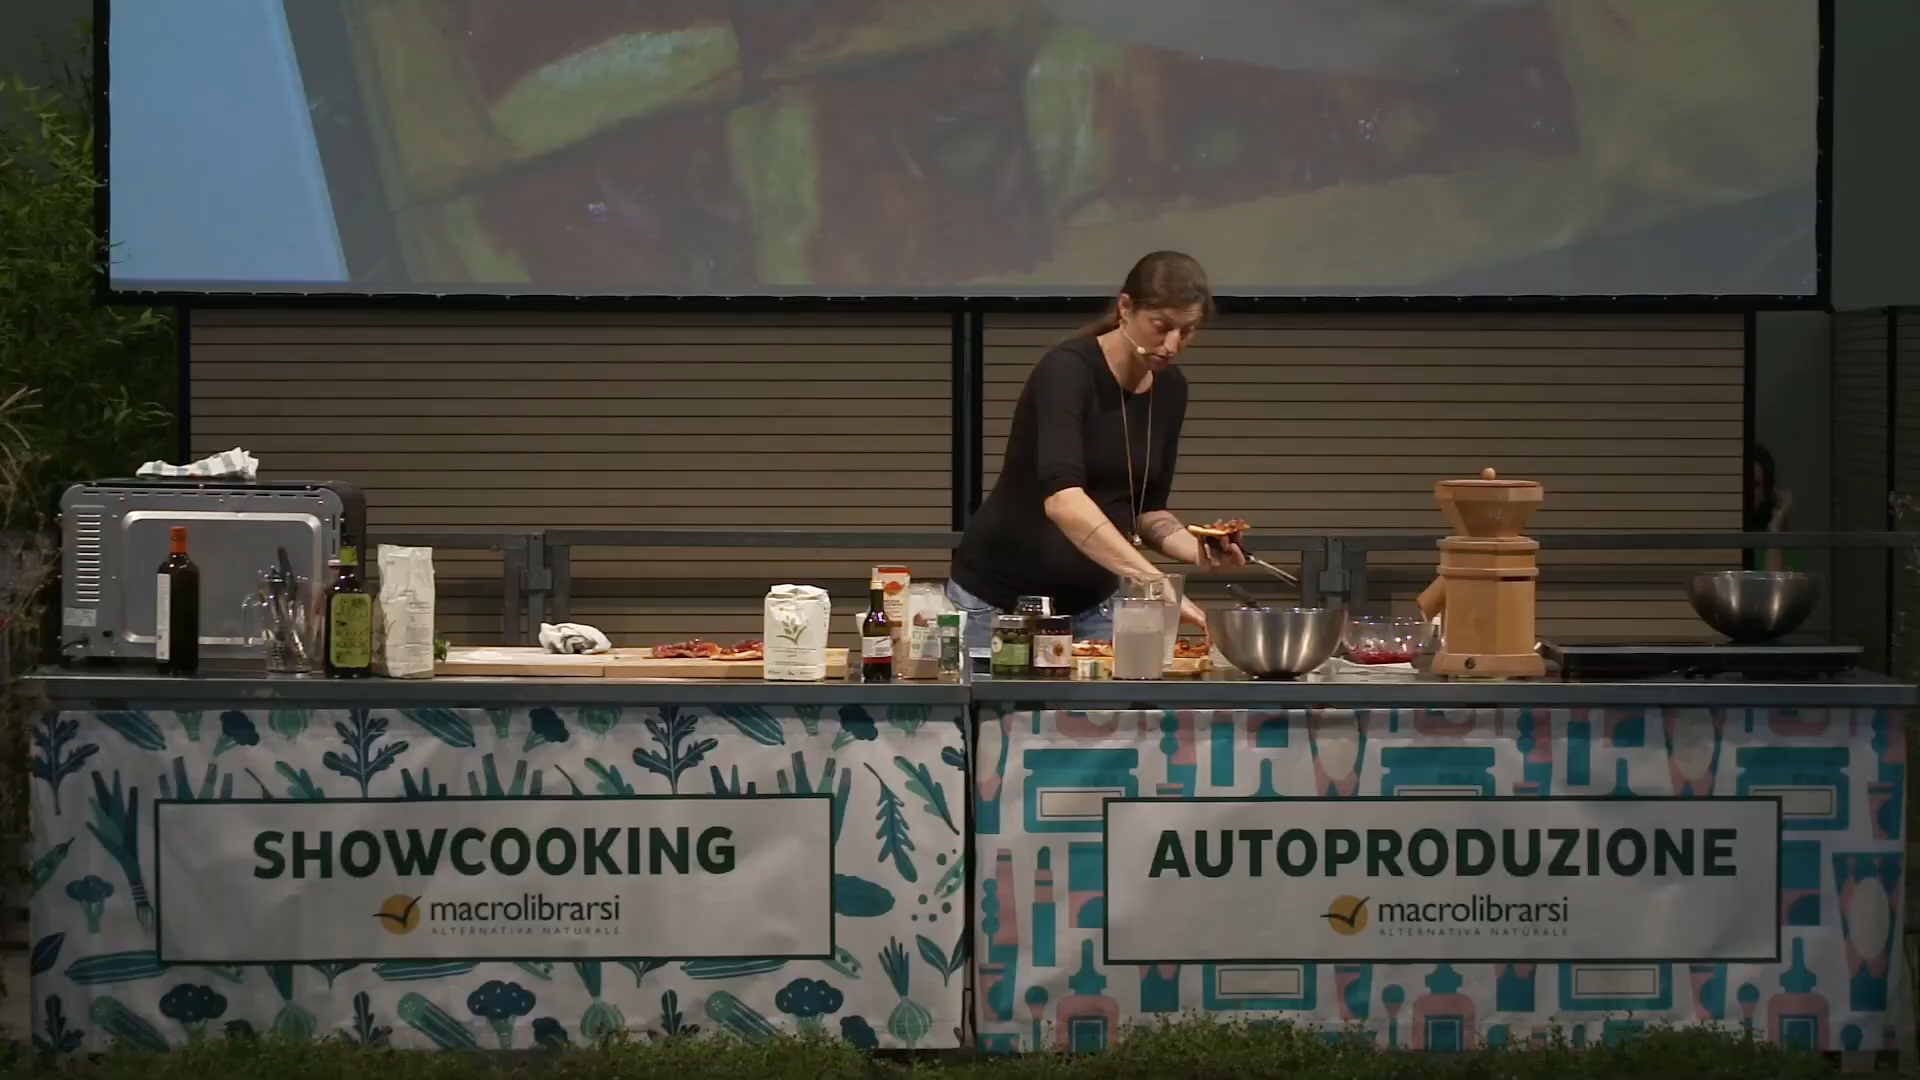 SHOWCOOKING
macrolibrarsi
ALTERNATIVA NATURALE
AUTOPRODUZIONE
macrolibrarsi
ALTERNATIVA NATURALE